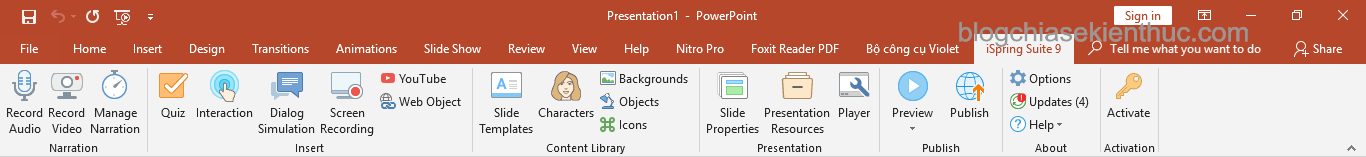 Presentation1 - PowerPoint
Sign in
blogchiasekienthuc.com
File Home Insert Design Transitions Animations Slide Show Review View Help Nitro Pro Foxit Reader PDF Bộ công cụ Violet iSpring Suite 9 Tell me what you want to do Share
Record Audio
Record Video
Manage Narration
Narration
Quiz
Interaction
Dialog Simulation
Screen Recording
YouTube
Web Object
Insert
Slide Templates
Characters
Backgrounds
Objects
Icons
Content Library
Slide Properties
Presentation Resources
Player
Presentation
Preview
Publish
Publish
Options
Updates (4)
Help
About
Activate
Activation